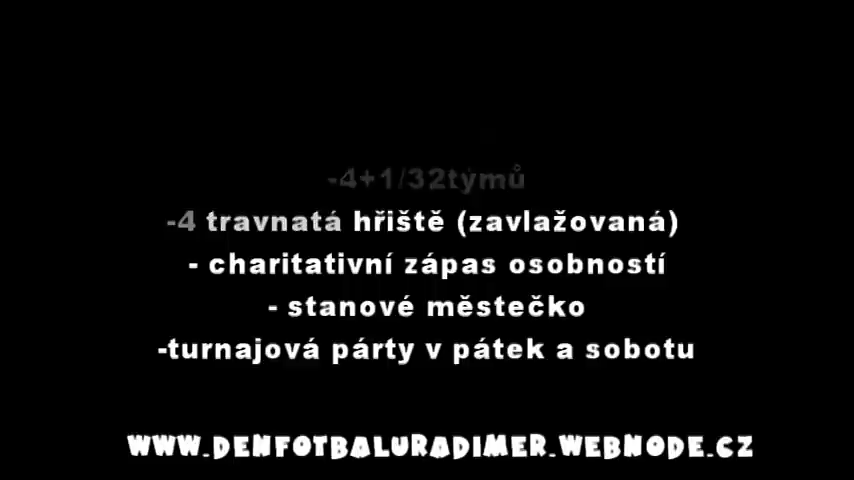 -4+1/32týmů
-4 travnatá hřiště (zavlažovaná)
- charitativní zápas osobností
- stanové městečko
-turnajová párty v pátek a sobotu
WWW.DENFOTBALURADIMER.WEBNODE.CZ